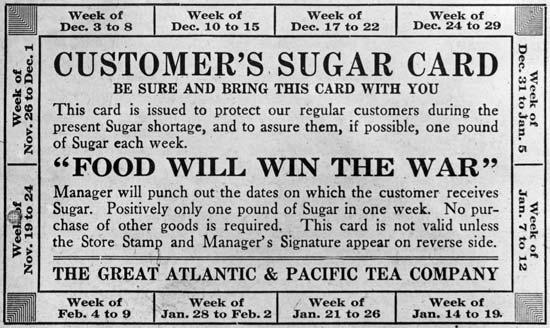 Week of
Dec. 3 to 8
Week of
Dec. 10 to 15
Week of
Dec. 17 to 22
Week of
Dec. 24 to 29
Week of
Nov. 26 to Dec. 1
Week of
Nov. 19 to 24
CUSTOMER'S SUGAR CARD
BE SURE AND BRING THIS CARD WITH YOU
This card is issued to protect our regular customers during the
present Sugar shortage, and to assure them, if possible, one pound
of Sugar each week.
"FOOD WILL WIN THE WAR"
Manager will punch out the dates on which the customer receives
Sugar. Positively only one pound of Sugar in one week. No pur-
chase of other goods is required. This card is not valid unless
the Store Stamp and Manager's Signature appear on reverse side.
THE GREAT ATLANTIC & PACIFIC TEA COMPANY
Week of
Dec. 31 to Jan. 5
Week of
Jan. 7 to 12
Week of
Feb. 4 to 9
Week of
Jan. 28 to Feb. 2
Week of
Jan. 21 to 26
Week of
Jan. 14 to 19.